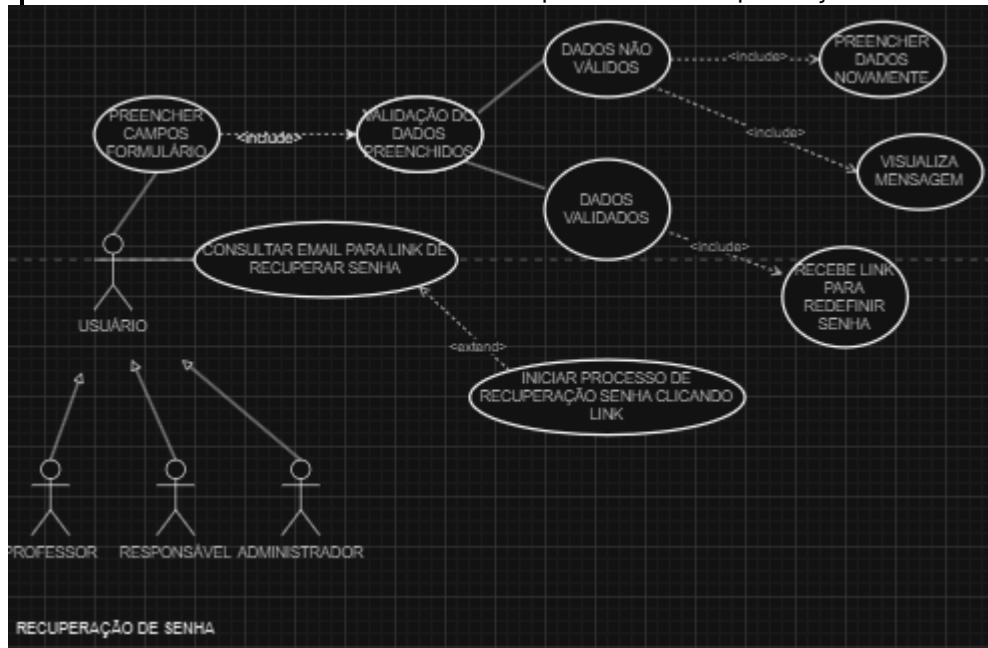 DADOS NÃO
VÁLIDOS
<include>
PREENCHER
DADOS
NOVAMENTE
PREENCHER
CAMPOS
FORMULÁRIO
<include>
VALIDAÇÃO DO
DADOS
PREENCHIDOS
<include>
VISUALIZA
MENSAGEM
DADOS
VALIDADOS
<include>
CONSULTAR EMAIL PARA LINK DE
RECUPERAR SENHA
RECEBE LINK
PARA
REDEFINIR
SENHA
USUÁRIO
<extend>
INICIAR PROCESSO DE
RECUPERAÇÃO SENHA CLICANDO
LINK
PROFESSOR
RESPONSÁVEL
ADMINISTRADOR
RECUPERAÇÃO DE SENHA